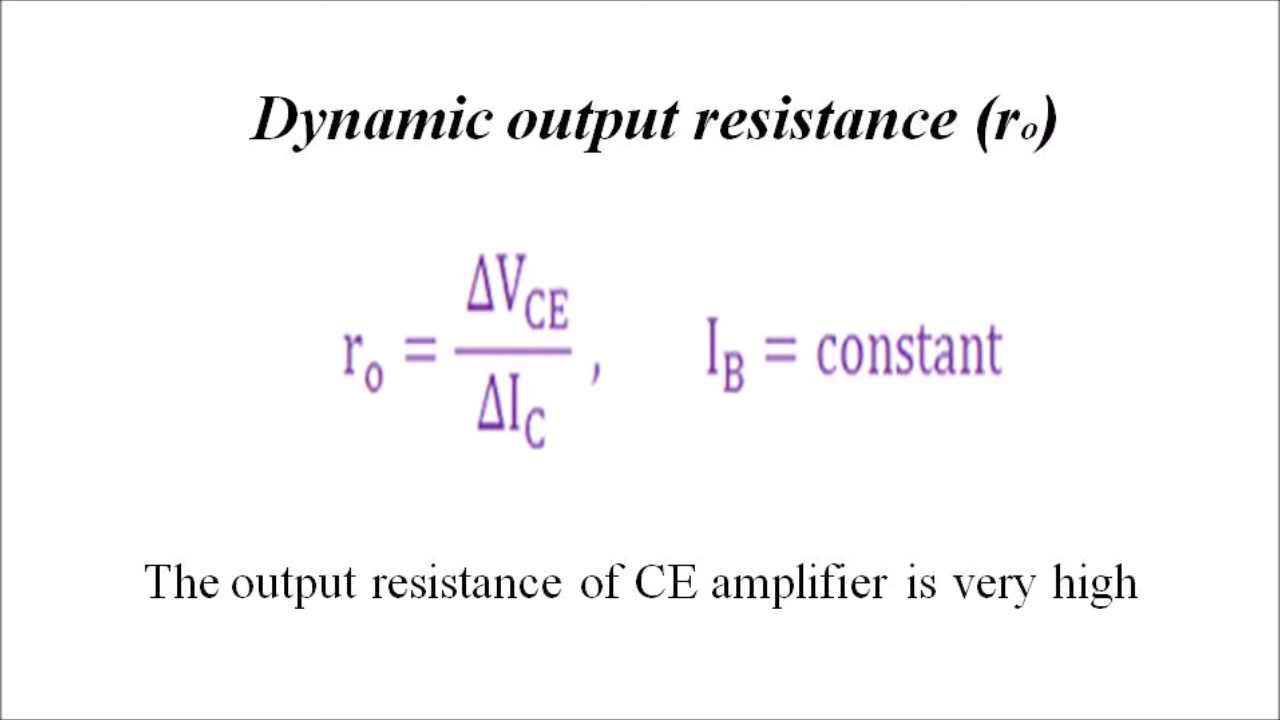 Dynamic output resistance (rₒ)
rₒ = ΔV_CE / ΔI_C , I_B = constant
The output resistance of CE amplifier is very high